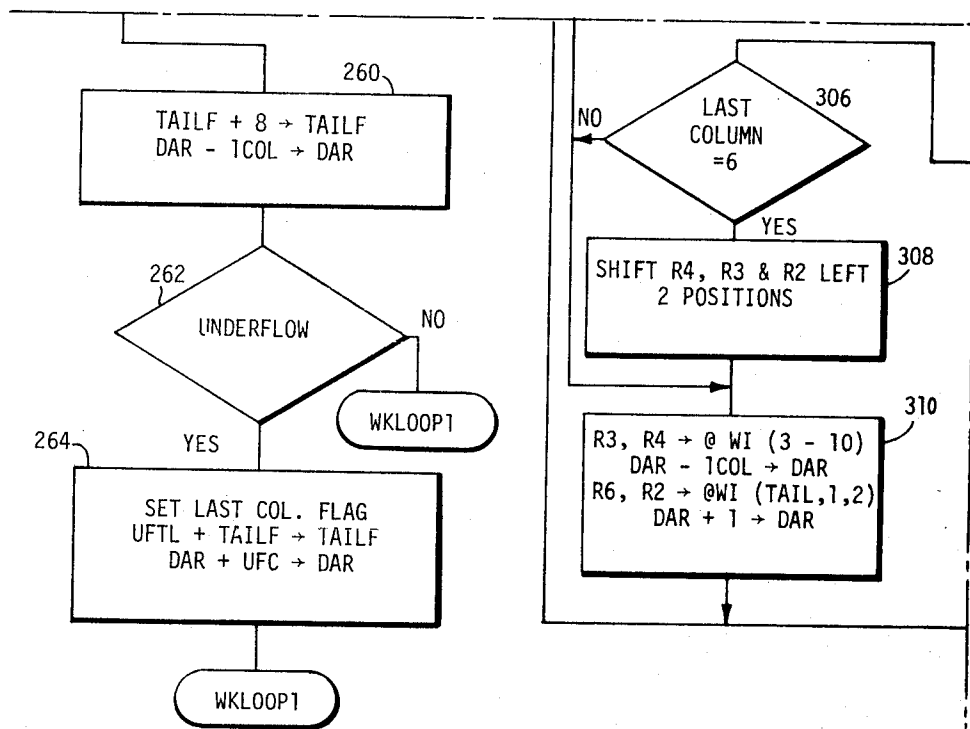 260
TAILF + 8 → TAILF
DAR - 1COL → DAR
262
UNDERFLOW
NO
WKLOOP1
YES
264
SET LAST COL. FLAG
UFTL + TAILF → TAILF
DAR + UFC → DAR
WKLOOP1
306
LAST
COLUMN
=6
NO
YES
308
SHIFT R4, R3 & R2 LEFT
2 POSITIONS
310
R3, R4 → @ WI (3 - 10)
DAR - 1COL → DAR
R6, R2 → @WI (TAIL,1,2)
DAR + 1 → DAR